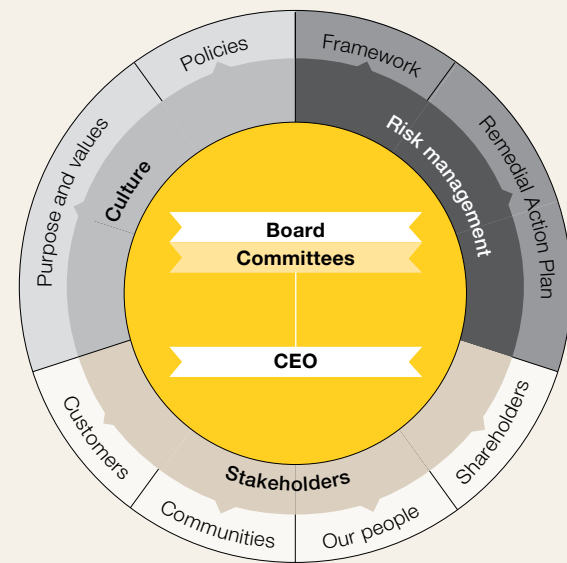 Policies
Framework
Purpose and values
Culture
Risk management
Remedial Action Plan
Board
Committees
CEO
Customers
Communities
Stakeholders
Our people
Shareholders